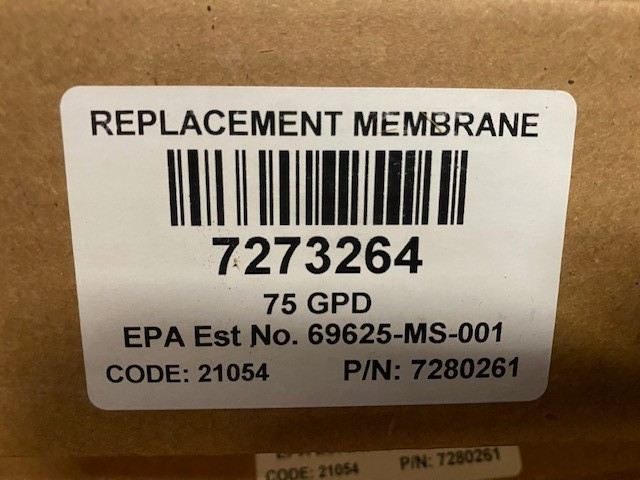 REPLACEMENT MEMBRANE
7273264
75 GPD
EPA Est No. 69625-MS-001
CODE: 21054 P/N: 7280261
CODE: 21054 P/N: 7280261